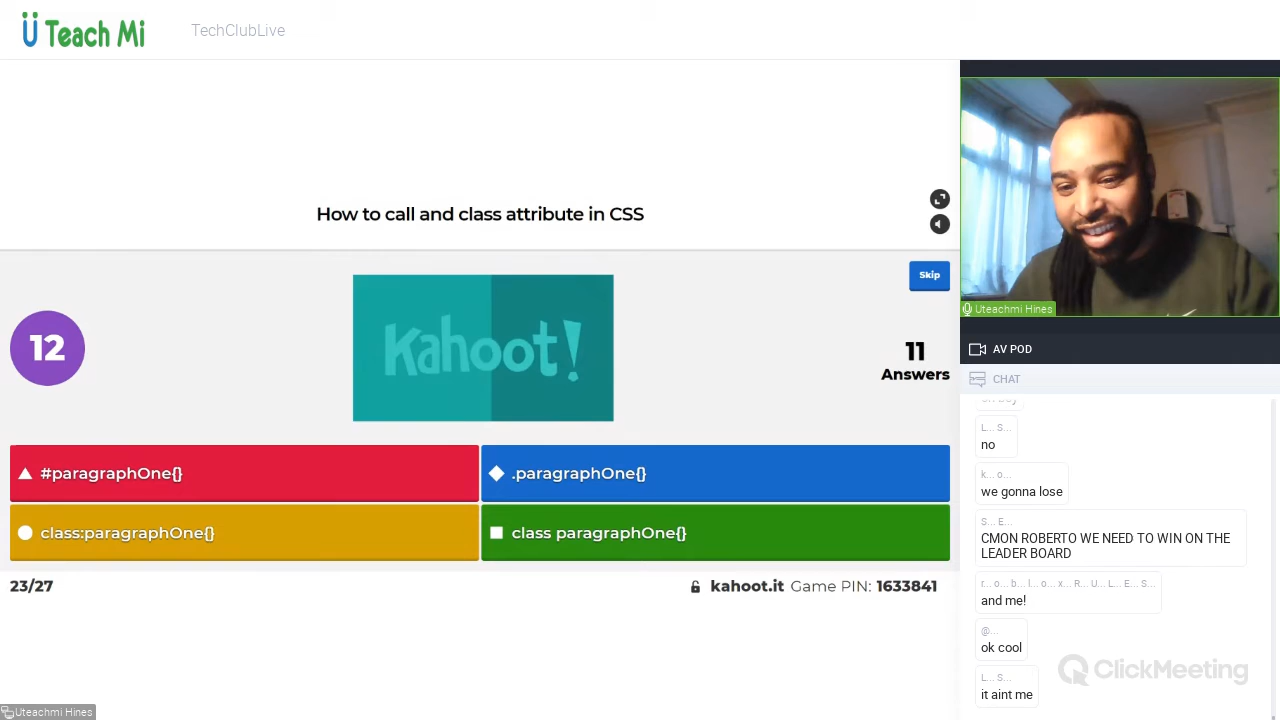 Ü Teach Mi
TechClubLive
How to call and class attribute in CSS
Skip
12
Kahoot!
11
Answers
#paragraphOne{}
.paragraphOne{}
class:paragraphOne{}
class paragraphOne{}
23/27
kahoot.it Game PIN: 1633841
Uteachmi Hines
Uteachmi Hines
AV POD
CHAT
L... S...
no
k... o...
we gonna lose
S... E...
CMON ROBERTO WE NEED TO WIN ON THE
LEADER BOARD
r... o... b... l... o... x... R... U... L... E... S...
and me!
@...
ok cool
L... S...
it aint me
ClickMeeting